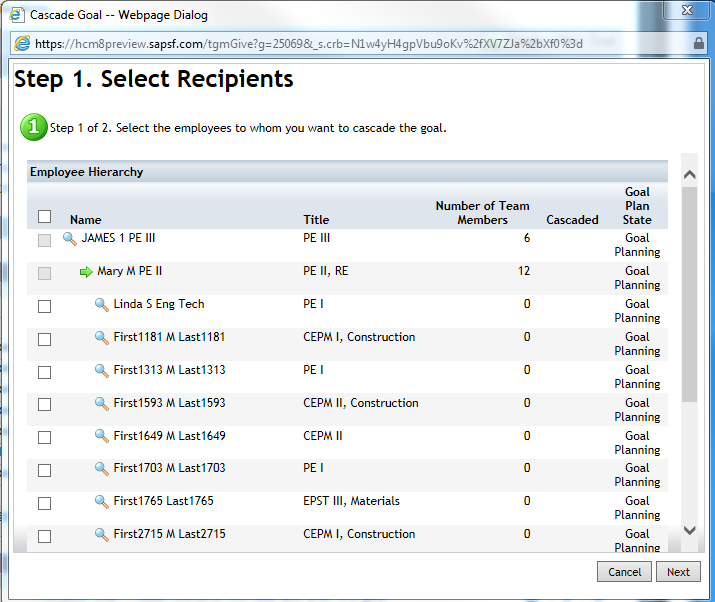 Cascade Goal -- Webpage Dialog
x
https://hcm8preview.sapsf.com/tgmGive?g=25069&_s.crb=N1w4yH4gpVbu9oKv%2fXV7ZJa%2bXf0%3d
Step 1. Select Recipients
1 Step 1 of 2. Select the employees to whom you want to cascade the goal.
Employee Hierarchy
Name Title Number of Team Members Cascaded Goal Plan State
JAMES 1 PE III PE III 6 Goal Planning
Mary M PE II PE II, RE 12 Goal Planning
Linda S Eng Tech PE I 0 Goal Planning
First1181 M Last1181 CEPM I, Construction 0 Goal Planning
First1313 M Last1313 PE I 0 Goal Planning
First1593 M Last1593 CEPM II, Construction 0 Goal Planning
First1649 M Last1649 CEPM II 0 Goal Planning
First1703 M Last1703 PE I 0 Goal Planning
First1765 Last1765 EPST III, Materials 0 Goal Planning
First2715 M Last2715 CEPM I, Construction 0 Goal Planning
Cancel Next